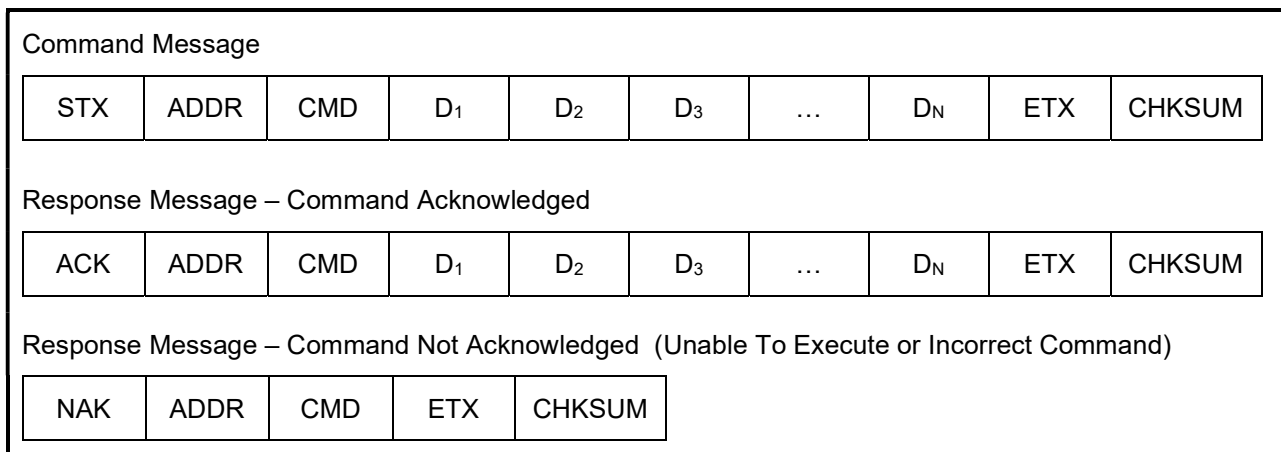 Command Message
STX ADDR CMD D₁ D₂ D₃ … D_N ETX CHKSUM
Response Message – Command Acknowledged
ACK ADDR CMD D₁ D₂ D₃ … D_N ETX CHKSUM
Response Message – Command Not Acknowledged (Unable To Execute or Incorrect Command)
NAK ADDR CMD ETX CHKSUM